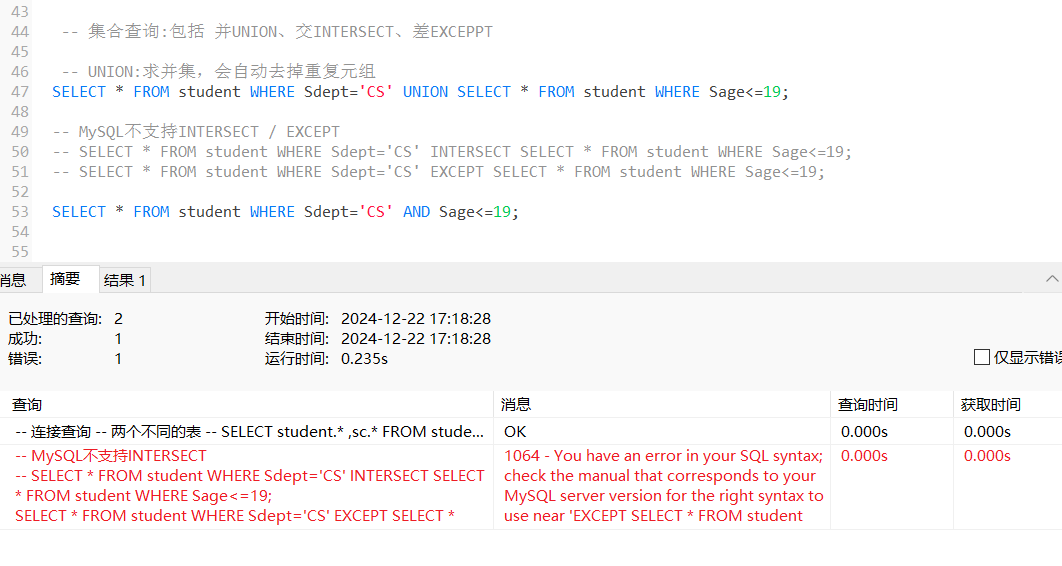 43
44 -- 集合查询:包括 并UNION、交INTERSECT、差EXCEPPT
45
46 -- UNION:求并集，会自动去掉重复元组
47 SELECT * FROM student WHERE Sdept='CS' UNION SELECT * FROM student WHERE Sage<=19;
48
49 -- MySQL不支持INTERSECT / EXCEPT
50 -- SELECT * FROM student WHERE Sdept='CS' INTERSECT SELECT * FROM student WHERE Sage<=19;
51 -- SELECT * FROM student WHERE Sdept='CS' EXCEPT SELECT * FROM student WHERE Sage<=19;
52
53 SELECT * FROM student WHERE Sdept='CS' AND Sage<=19;
54
55
消息 摘要 结果 1
已处理的查询: 2 开始时间: 2024-12-22 17:18:28
成功: 1 结束时间: 2024-12-22 17:18:28
错误: 1 运行时间: 0.235s
仅显示错误
查询 消息 查询时间 获取时间
-- 连接查询 -- 两个不同的表 -- SELECT student.* ,sc.* FROM stude... OK 0.000s 0.000s
-- MySQL不支持INTERSECT 1064 - You have an error in your SQL syntax; 0.000s 0.000s
-- SELECT * FROM student WHERE Sdept='CS' INTERSECT SELECT check the manual that corresponds to your
* FROM student WHERE Sage<=19; MySQL server version for the right syntax to
SELECT * FROM student WHERE Sdept='CS' EXCEPT SELECT * use near 'EXCEPT SELECT * FROM student